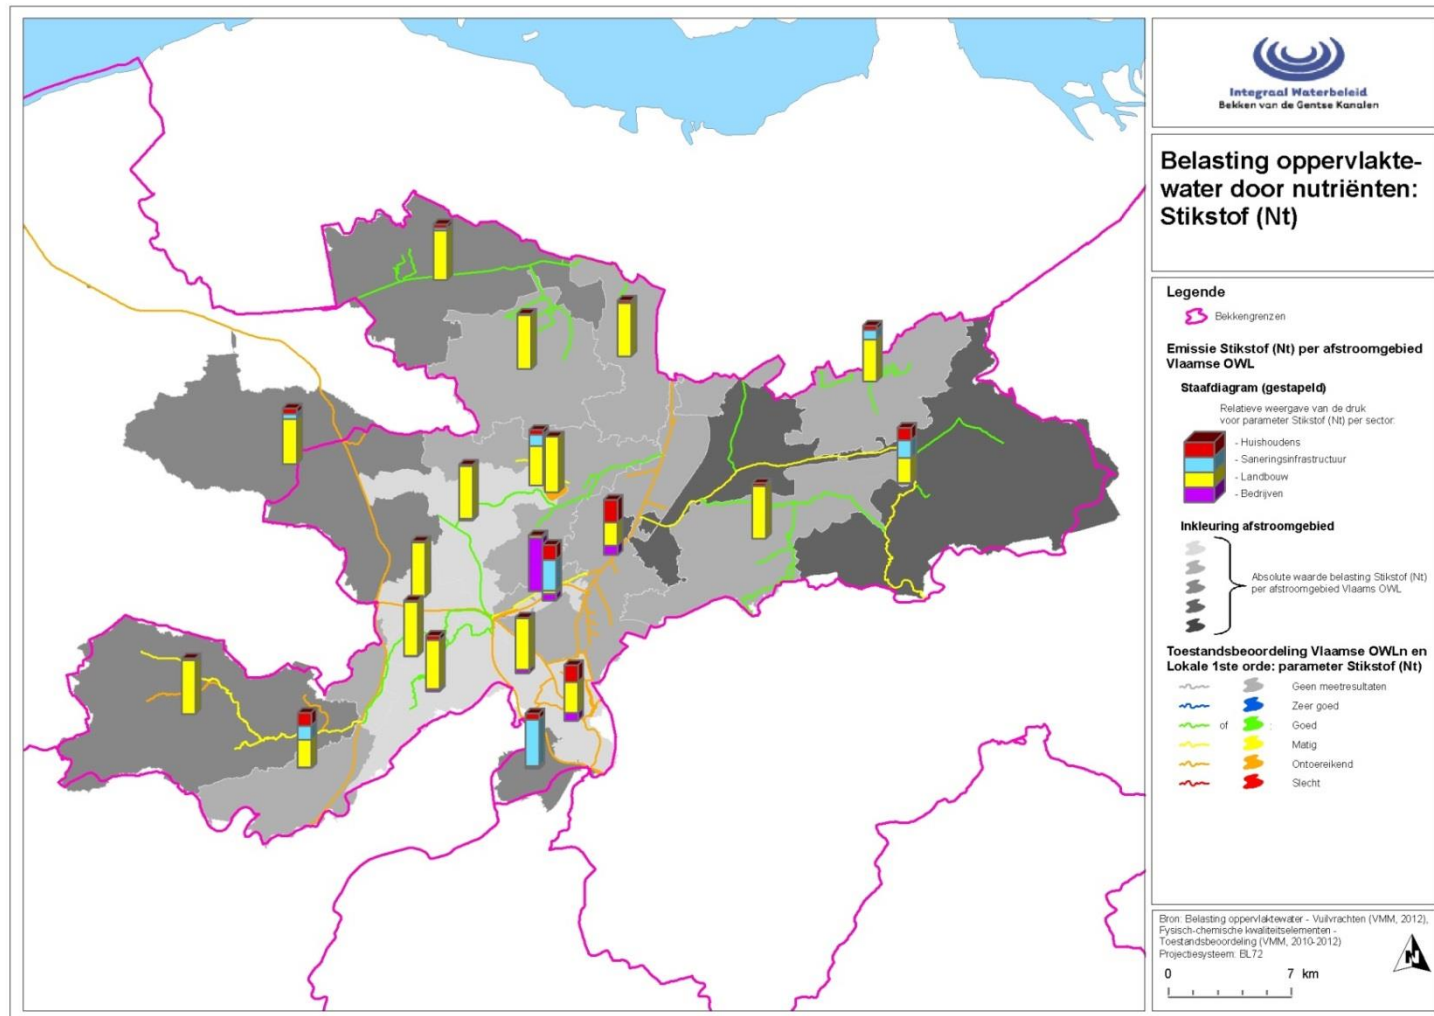 Integraal Waterbeleid
Bekken van de Gentse Kanalen
Belasting oppervlakte-
water door nutriënten:
Stikstof (Nt)
Legende
Bekkengrenzen
Emissie Stikstof (Nt) per afstroomgebied
Vlaamse OWL
Staafdiagram (gestapeld)
Relatieve weergave van de druk
voor parameter Stikstof (Nt) per sector:
- Huishoudens
- Saneringsinfrastructuur
- Landbouw
- Bedrijven
Inkleuring afstroomgebied
Absolute waarde belasting Stikstof (Nt)
per afstroomgebied Vlaams OWL
Toestandsbeoordeling Vlaamse OWLn en
Lokale 1ste orde: parameter Stikstof (Nt)
Geen meetresultaten
Zeer goed
of : Goed
Matig
Ontoereikend
Slecht
Bron: Belasting oppervlaktewater - Vuilvrachten (VMM, 2012),
Fysisch-chemische kwaliteitselementen -
Toestandsbeoordeling (VMM, 2010-2012)
Projectiesysteem: BL72
N
0 7 km